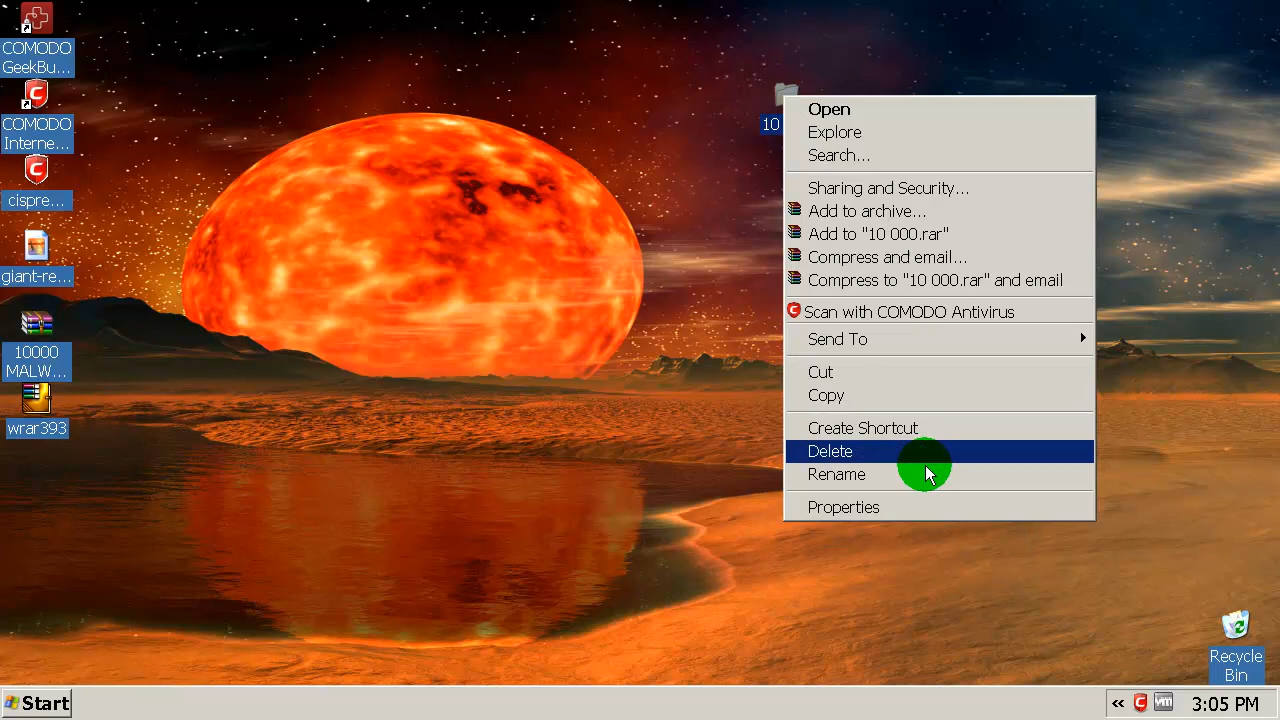 COMODO
GeekBu...
COMODO
Interne...
cispre...
giant-re...
10000
MALW...
wrar393
10
Open
Explore
Search...
Sharing and Security...
Add to archive...
Add to "10 000.rar"
Compress and email...
Compress to "10 000.rar" and email
Scan with COMODO Antivirus
Send To
Cut
Copy
Create Shortcut
Delete
Rename
Properties
Recycle
Bin
Start
vm
3:05 PM